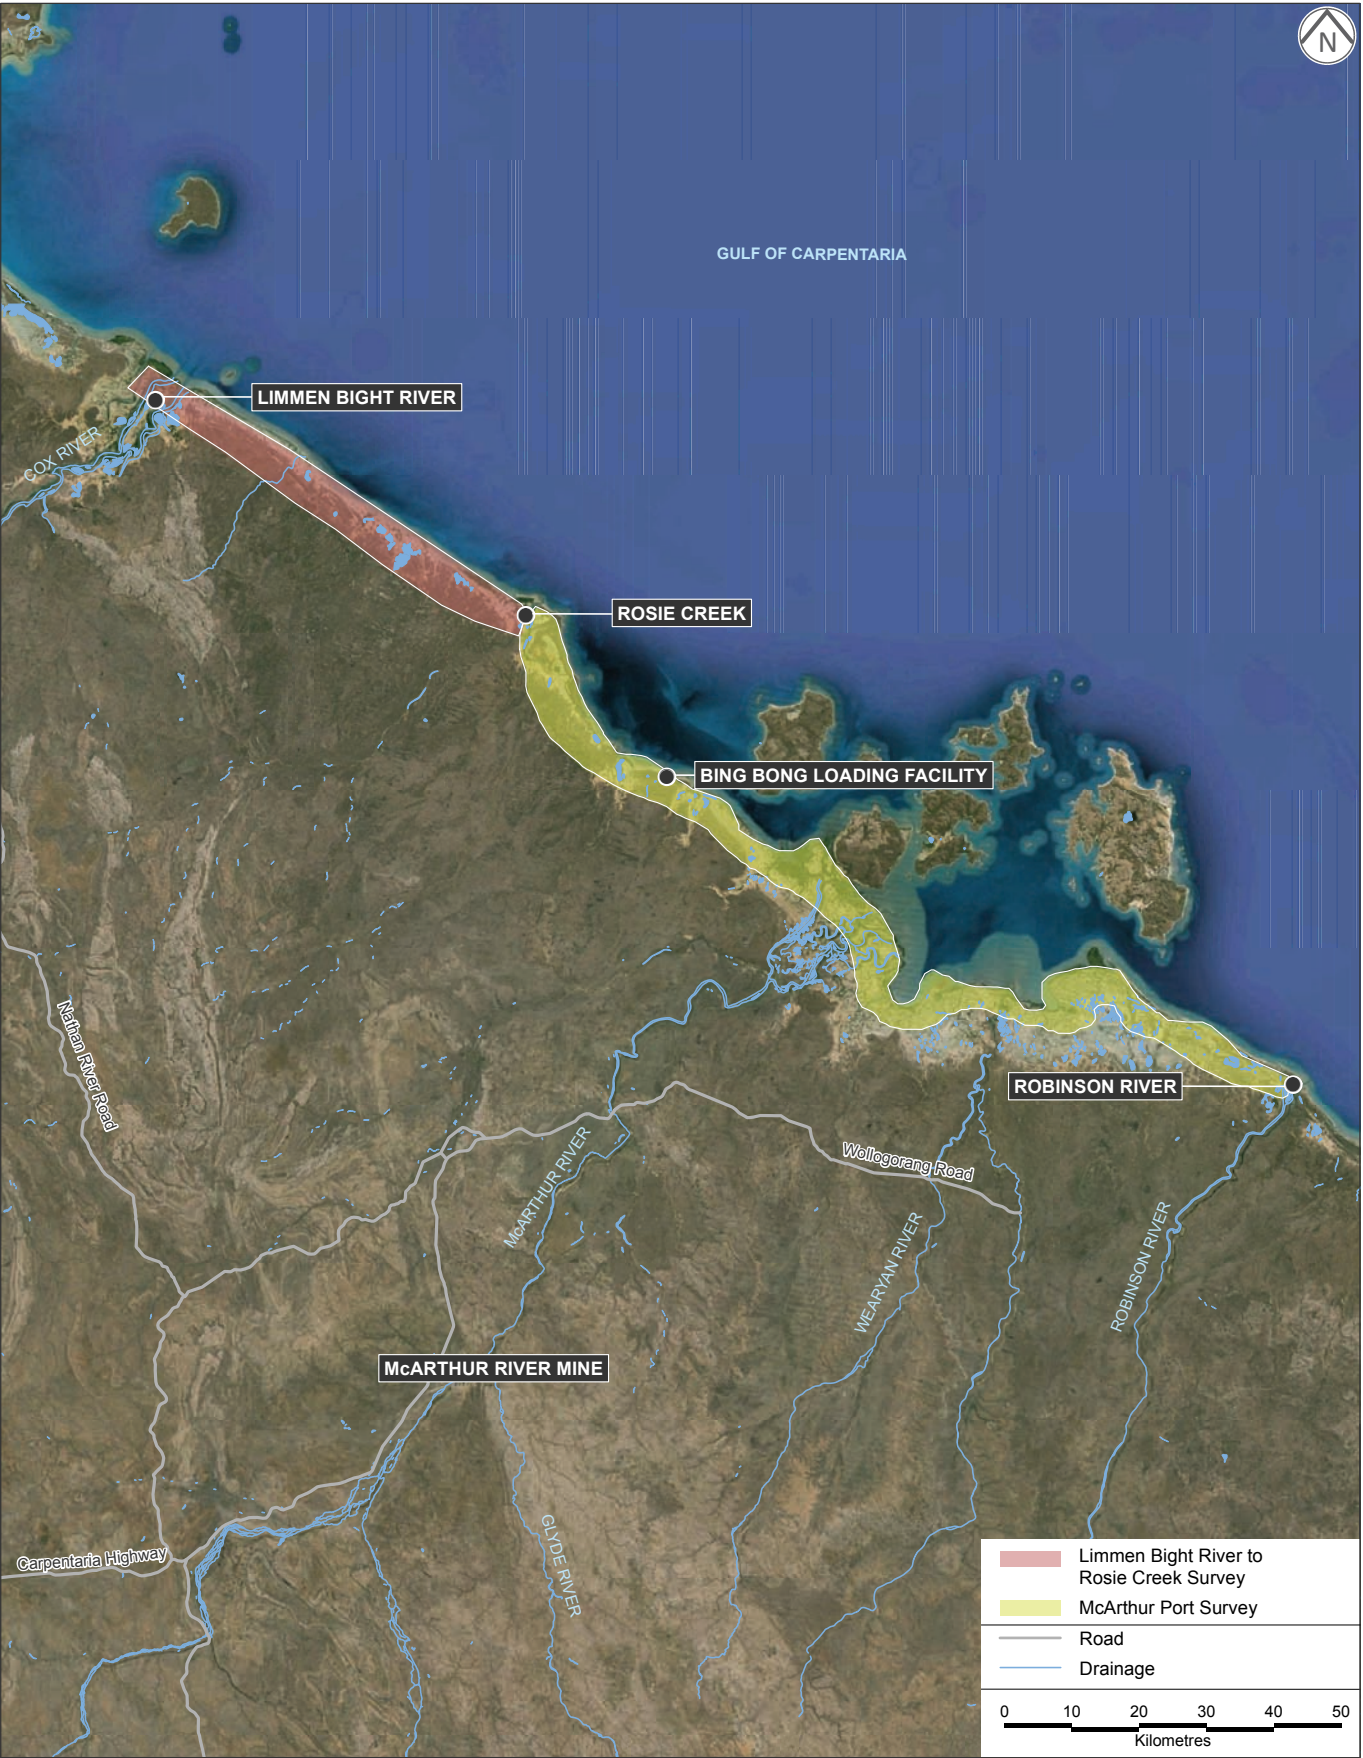 N
GULF OF CARPENTARIA
LIMMEN BIGHT RIVER
COX RIVER
ROSIE CREEK
BING BONG LOADING FACILITY
ROBINSON RIVER
Nathan River Road
McARTHUR RIVER
Wollogorang Road
WEARYAN RIVER
ROBINSON RIVER
McARTHUR RIVER MINE
GLYDE RIVER
Carpentaria Highway
Limmen Bight River to
Rosie Creek Survey
McArthur Port Survey
Road
Drainage
0 10 20 30 40 50
Kilometres